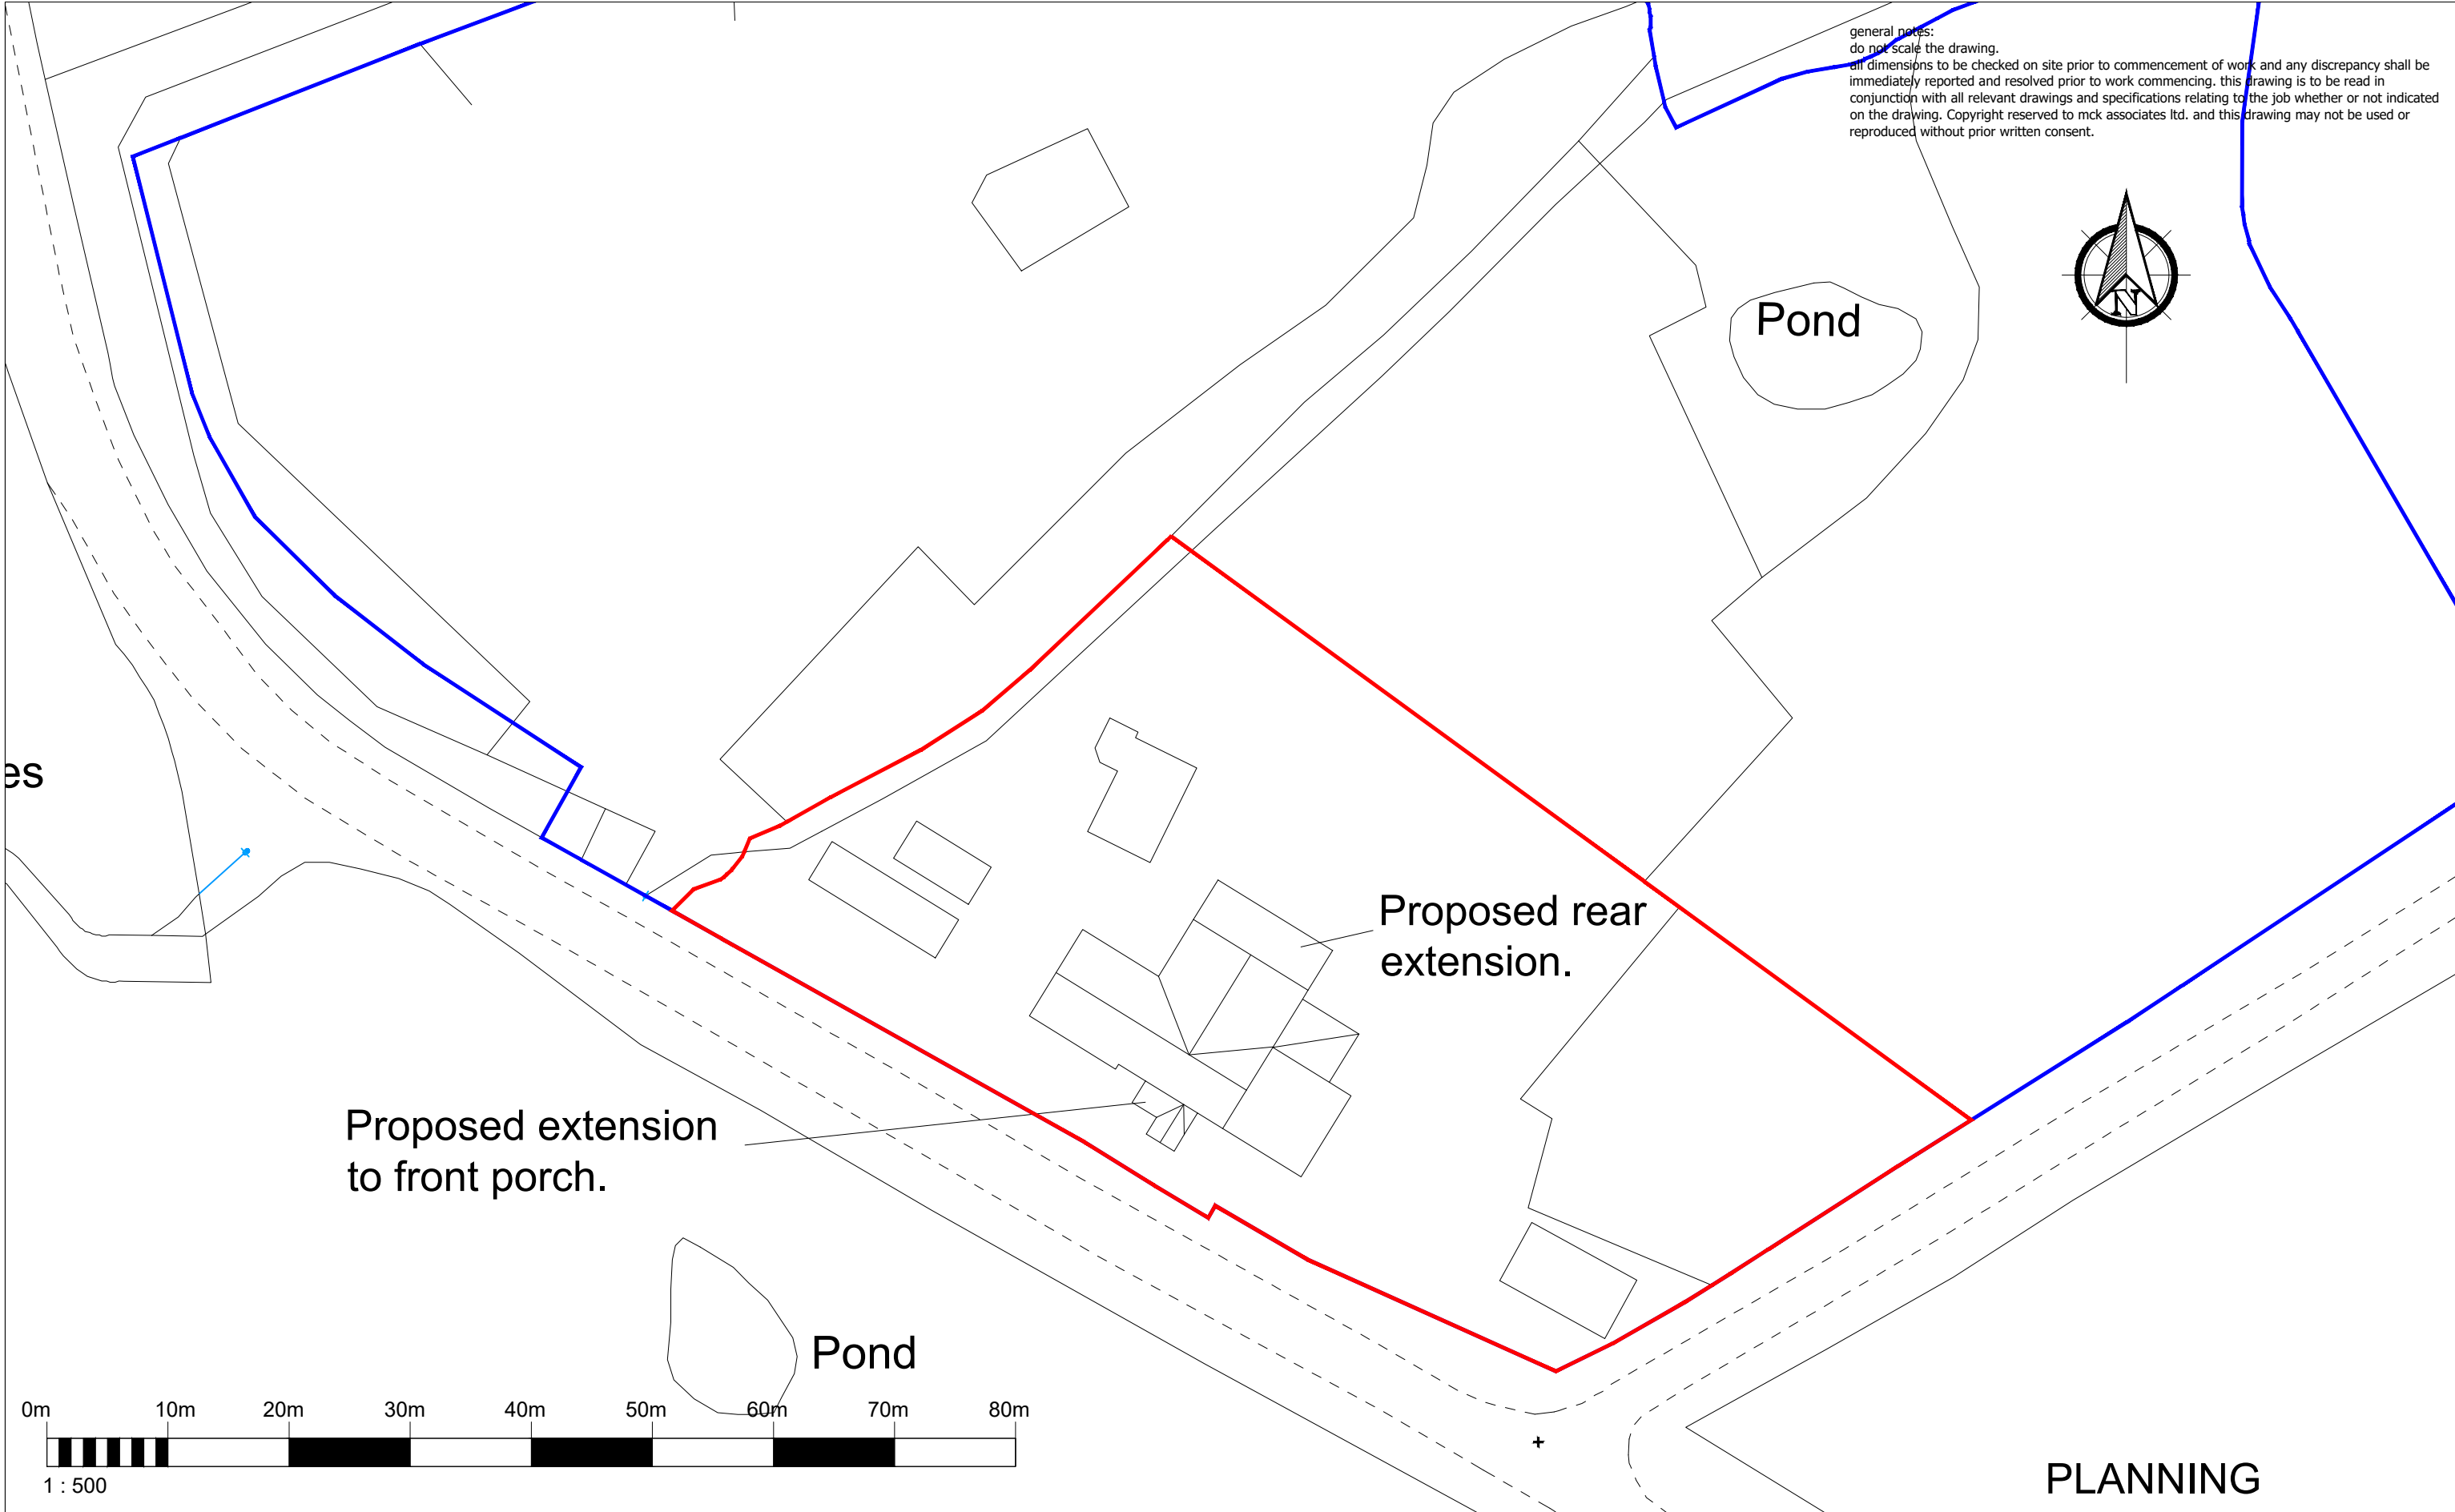 general notes:
do not scale the drawing.
all dimensions to be checked on site prior to commencement of work and any discrepancy shall be
immediately reported and resolved prior to work commencing. this drawing is to be read in
conjunction with all relevant drawings and specifications relating to the job whether or not indicated
on the drawing. Copyright reserved to mck associates ltd. and this drawing may not be used or
reproduced without prior written consent.
N
Pond
es
Proposed rear
extension.
Proposed extension
to front porch.
Pond
0m 10m 20m 30m 40m 50m 60m 70m 80m
1 : 500
PLANNING